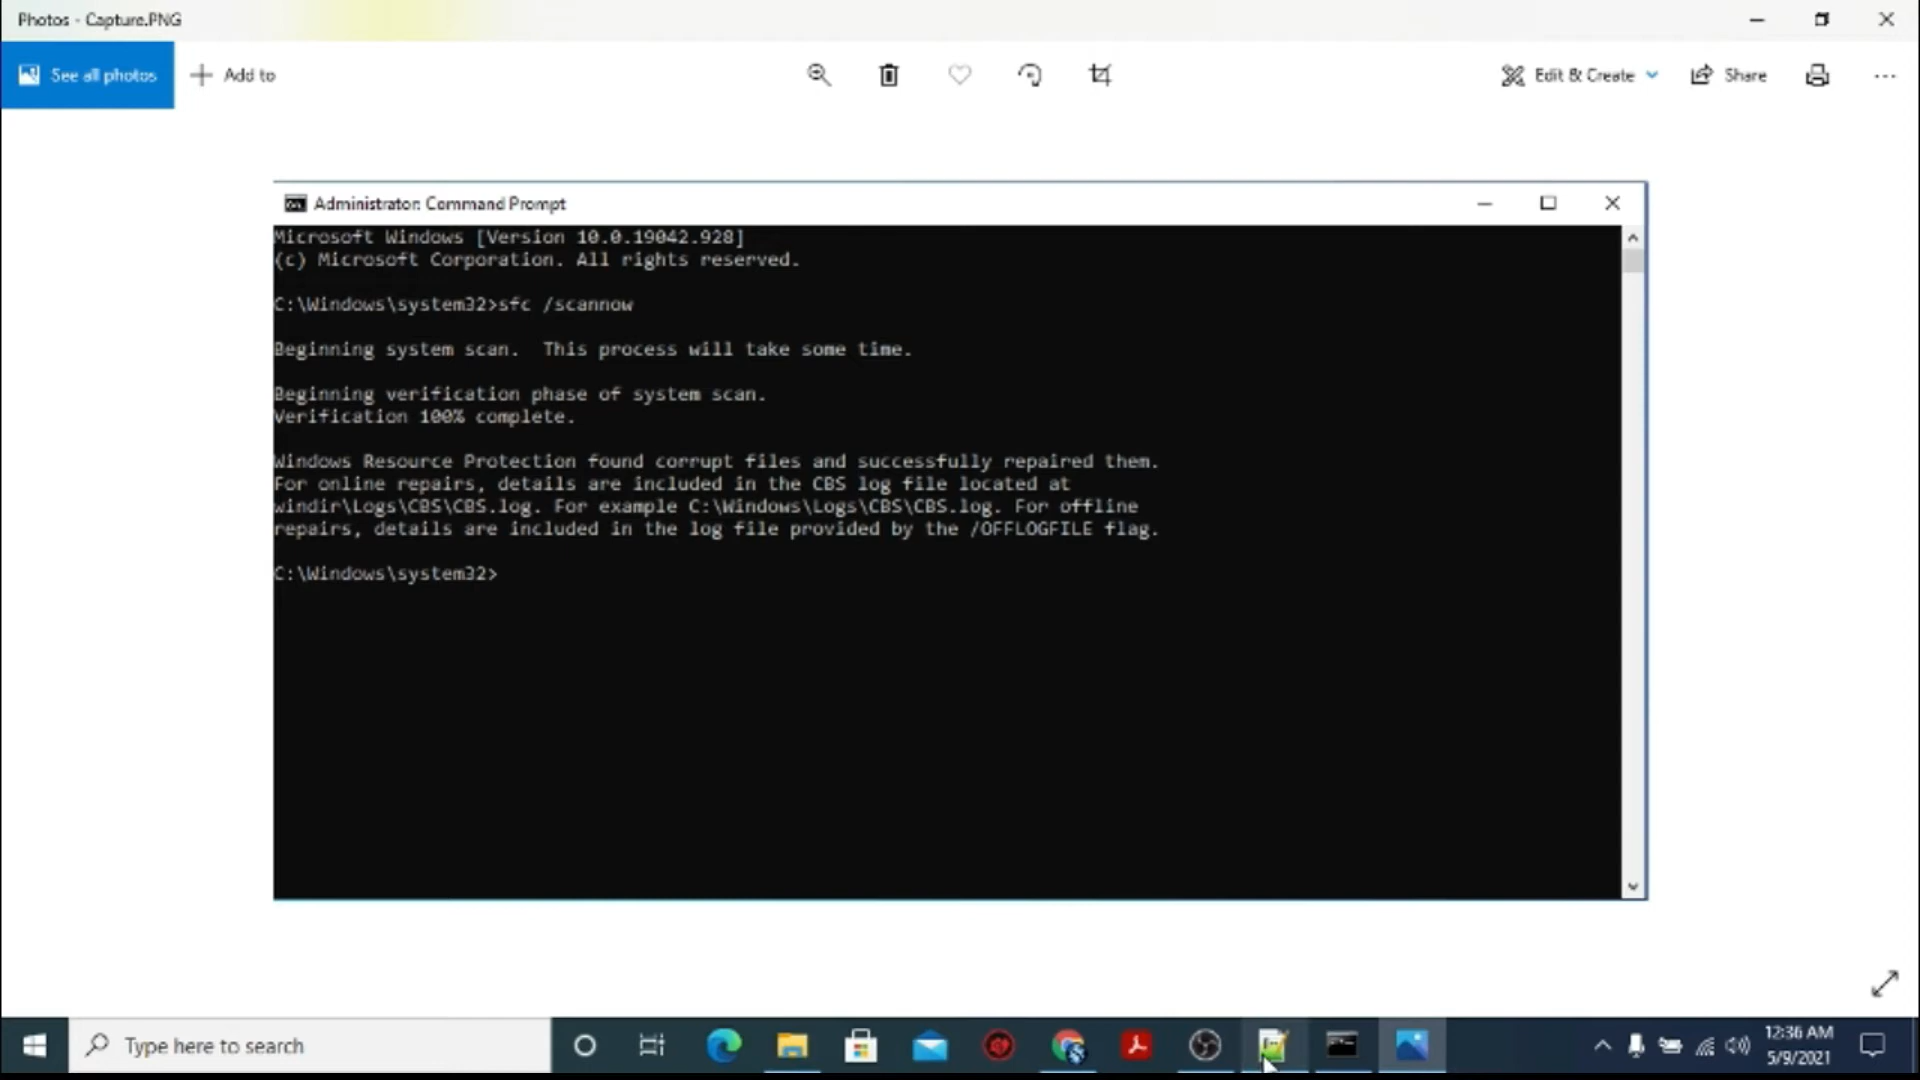 Photos - Capture.PNG
See all photos
Add to
Edit & Create
Share
Administrator: Command Prompt
Microsoft Windows [Version 10.0.19042.928]
(c) Microsoft Corporation. All rights reserved.
C:\Windows\system32>sfc /scannow
Beginning system scan.  This process will take some time.
Beginning verification phase of system scan.
Verification 100% complete.
Windows Resource Protection found corrupt files and successfully repaired them.
For online repairs, details are included in the CBS log file located at
windir\Logs\CBS\CBS.log. For example C:\Windows\Logs\CBS\CBS.log. For offline
repairs, details are included in the log file provided by the /OFFLOGFILE flag.
C:\Windows\system32>
Type here to search
12:36 AM
5/9/2021